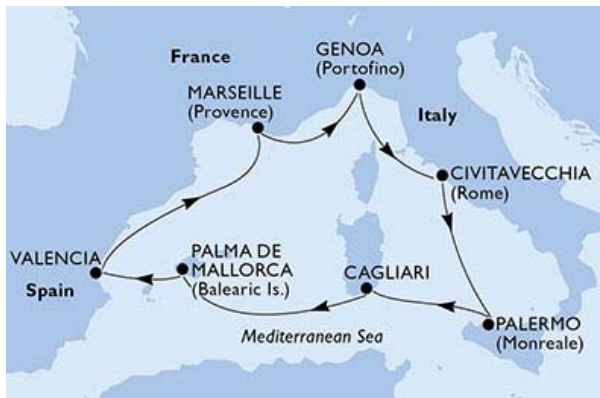 GENOA
(Portofino)
France
MARSEILLE
(Provence)
Italy
CIVITAVECCHIA
(Rome)
VALENCIA
PALMA DE
MALLORCA
(Balearic Is.)
CAGLIARI
Spain
PALERMO
(Monreale)
Mediterranean Sea